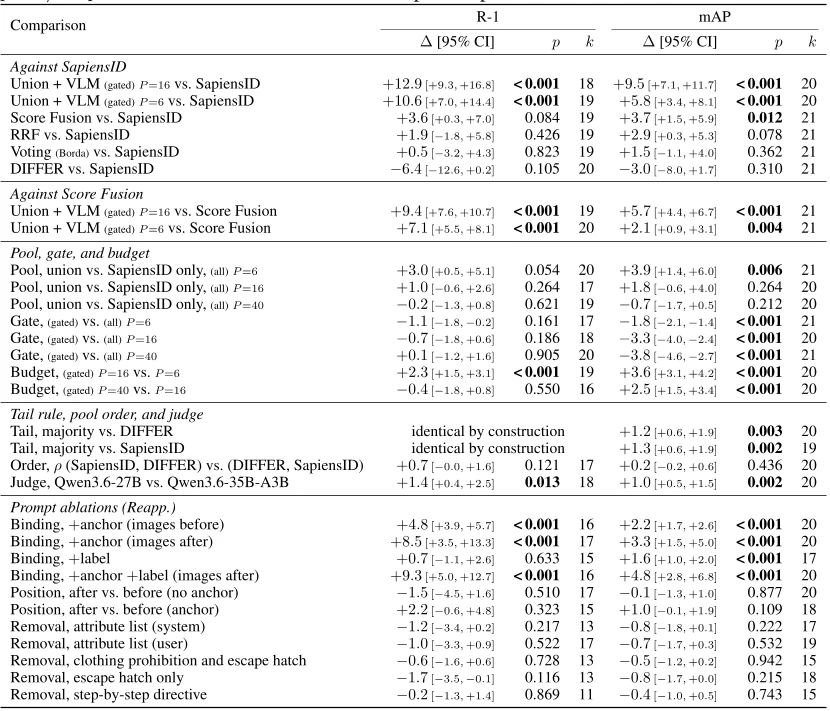 Comparison R-1 mAP
Δ [95% CI] p k Δ [95% CI] p k
Against SapiensID
Union + VLM (gated) P=16 vs. SapiensID +12.9 [+9.3, +16.8] <0.001 18 +9.5 [+7.1, +11.7] <0.001 20
Union + VLM (gated) P=6 vs. SapiensID +10.6 [+7.0, +14.4] <0.001 19 +5.8 [+3.4, +8.1] <0.001 20
Score Fusion vs. SapiensID +3.6 [+0.3, +7.0] 0.084 19 +3.7 [+1.5, +5.9] 0.012 21
RRF vs. SapiensID +1.9 [−1.8, +5.8] 0.426 19 +2.9 [+0.3, +5.3] 0.078 21
Voting (Borda) vs. SapiensID +0.5 [−3.2, +4.3] 0.823 19 +1.5 [−1.1, +4.0] 0.362 21
DIFFER vs. SapiensID −6.4 [−12.6, +0.2] 0.105 20 −3.0 [−8.0, +1.7] 0.310 21
Against Score Fusion
Union + VLM (gated) P=16 vs. Score Fusion +9.4 [+7.6, +10.7] <0.001 19 +5.7 [+4.4, +6.7] <0.001 21
Union + VLM (gated) P=6 vs. Score Fusion +7.1 [+5.5, +8.1] <0.001 20 +2.1 [+0.9, +3.1] 0.004 21
Pool, gate, and budget
Pool, union vs. SapiensID only, (all) P=6 +3.0 [+0.5, +5.1] 0.054 20 +3.9 [+1.4, +6.0] 0.006 21
Pool, union vs. SapiensID only, (all) P=16 +1.0 [−0.6, +2.6] 0.264 17 +1.8 [−0.6, +4.0] 0.264 20
Pool, union vs. SapiensID only, (all) P=40 −0.2 [−1.3, +0.8] 0.621 19 −0.7 [−1.7, +0.5] 0.212 20
Gate, (gated) vs. (all) P=6 −1.1 [−1.8, −0.2] 0.161 17 −1.8 [−2.1, −1.4] <0.001 21
Gate, (gated) vs. (all) P=16 −0.7 [−1.8, +0.6] 0.186 18 −3.3 [−4.0, −2.4] <0.001 20
Gate, (gated) vs. (all) P=40 +0.1 [−1.2, +1.6] 0.905 20 −3.8 [−4.6, −2.7] <0.001 21
Budget, (gated) P=16 vs. P=6 +2.3 [+1.5, +3.1] <0.001 19 +3.6 [+3.1, +4.2] <0.001 20
Budget, (gated) P=40 vs. P=16 −0.4 [−1.8, +0.8] 0.550 16 +2.5 [+1.5, +3.4] <0.001 20
Tail rule, pool order, and judge
Tail, majority vs. DIFFER identical by construction +1.2 [+0.6, +1.9] 0.003 20
Tail, majority vs. SapiensID identical by construction +1.3 [+0.6, +1.9] 0.002 19
Order, ρ (SapiensID, DIFFER) vs. (DIFFER, SapiensID) +0.7 [−0.0, +1.6] 0.121 17 +0.2 [−0.2, +0.6] 0.436 20
Judge, Qwen3.6-27B vs. Qwen3.6-35B-A3B +1.4 [+0.4, +2.5] 0.013 18 +1.0 [+0.5, +1.5] 0.002 20
Prompt ablations (Reapp.)
Binding, +anchor (images before) +4.8 [+3.9, +5.7] <0.001 16 +2.2 [+1.7, +2.6] <0.001 20
Binding, +anchor (images after) +8.5 [+3.5, +13.3] <0.001 17 +3.3 [+1.5, +5.0] <0.001 20
Binding, +label +0.7 [−1.1, +2.6] 0.633 15 +1.6 [+1.0, +2.0] <0.001 17
Binding, +anchor +label (images after) +9.3 [+5.0, +12.7] <0.001 16 +4.8 [+2.8, +6.8] <0.001 20
Position, after vs. before (no anchor) −1.5 [−4.5, +1.6] 0.510 17 −0.1 [−1.3, +1.0] 0.877 20
Position, after vs. before (anchor) +2.2 [−0.6, +4.8] 0.323 15 +1.0 [−0.1, +1.9] 0.109 18
Removal, attribute list (system) −1.2 [−3.4, +0.2] 0.217 13 −0.8 [−1.8, +0.1] 0.222 17
Removal, attribute list (user) −1.0 [−3.3, +0.9] 0.522 17 −0.7 [−1.7, +0.3] 0.532 19
Removal, clothing prohibition and escape hatch −0.6 [−1.6, +0.6] 0.728 13 −0.5 [−1.2, +0.2] 0.942 15
Removal, escape hatch only −1.7 [−3.5, −0.1] 0.116 13 −0.8 [−1.7, +0.0] 0.215 18
Removal, step-by-step directive −0.2 [−1.3, +1.4] 0.869 11 −0.4 [−1.0, +0.5] 0.743 15